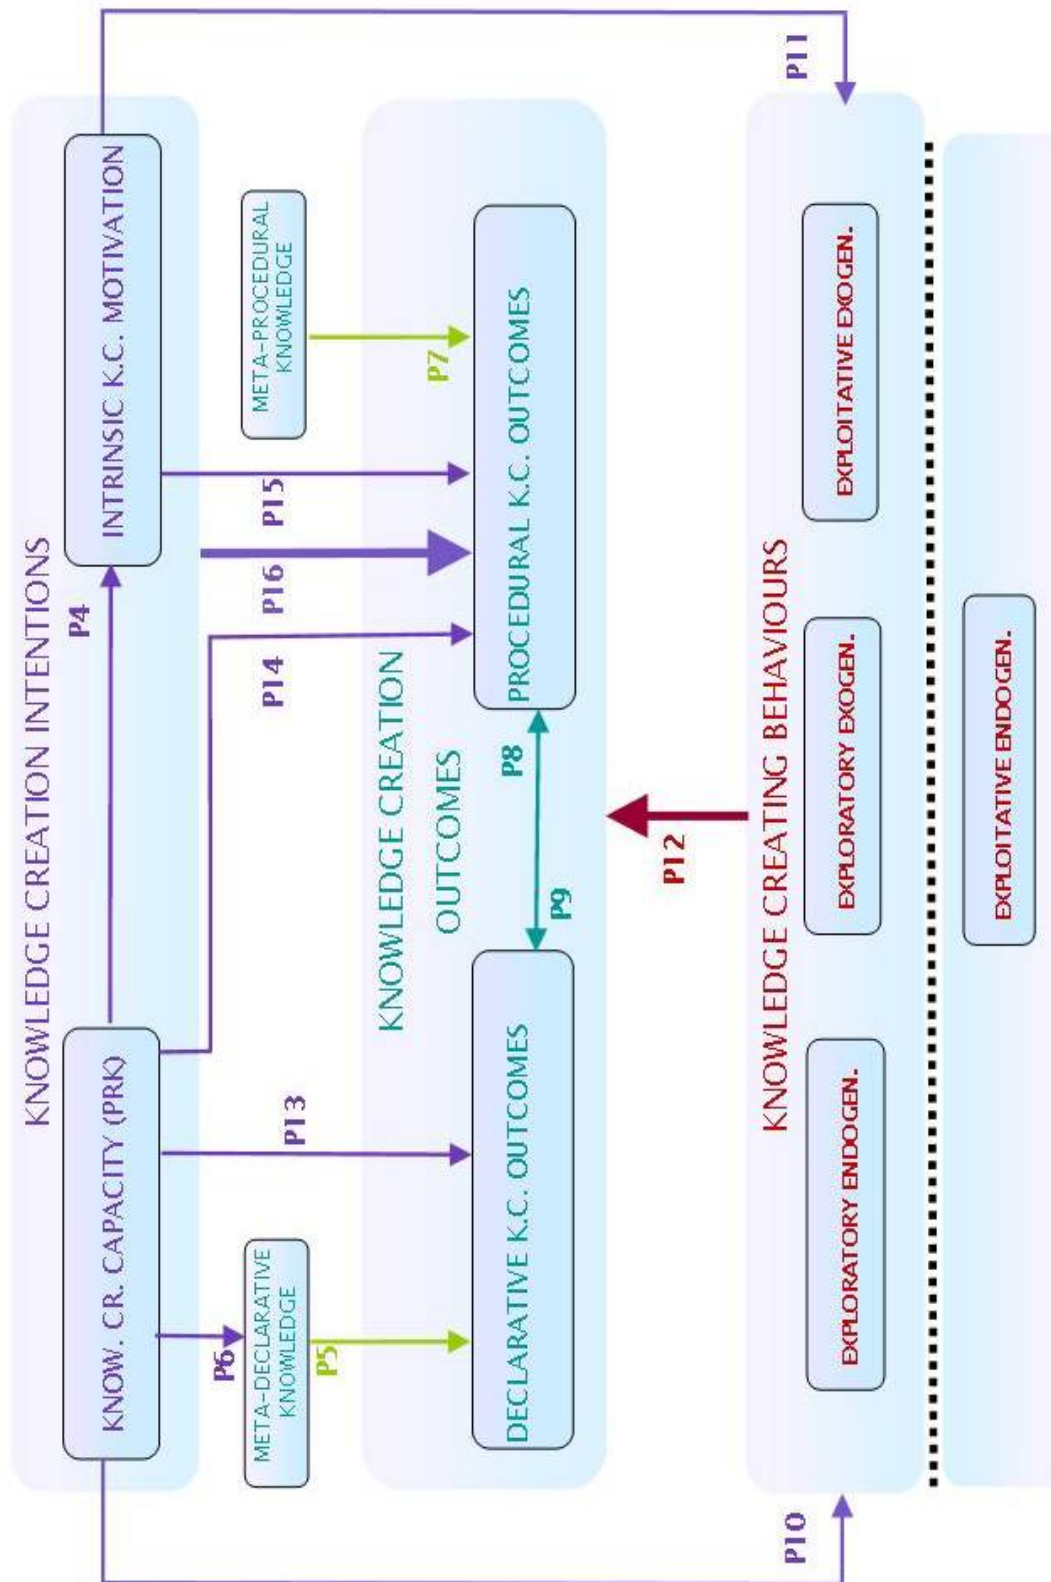 KNOWLEDGE CREATION INTENTIONS
P4
KNOW. CR. CAPACITY (PRK)
INTRINSIC K.C. MOTIVATION
P6
META-DECLARATIVE
KNOWLEDGE
P13
P14
P16
P15
META-PROCEDURAL
KNOWLEDGE
P5
P7
KNOWLEDGE CREATION
OUTCOMES
DECLARATIVE K.C. OUTCOMES
P9
P8
PROCEDURAL K.C. OUTCOMES
P12
KNOWLEDGE CREATING BEHAVIOURS
P10
P11
EXPLORATORY ENDOGEN.
EXPLORATORY EXOGEN.
EXPLOITATIVE EXOGEN.
EXPLOITATIVE ENDOGEN.